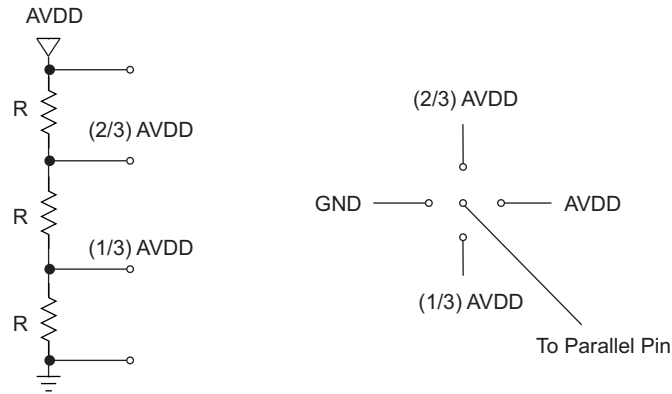 AVDD
R
(2/3) AVDD
R
(1/3) AVDD
R
(2/3) AVDD
GND
AVDD
(1/3) AVDD
To Parallel Pin